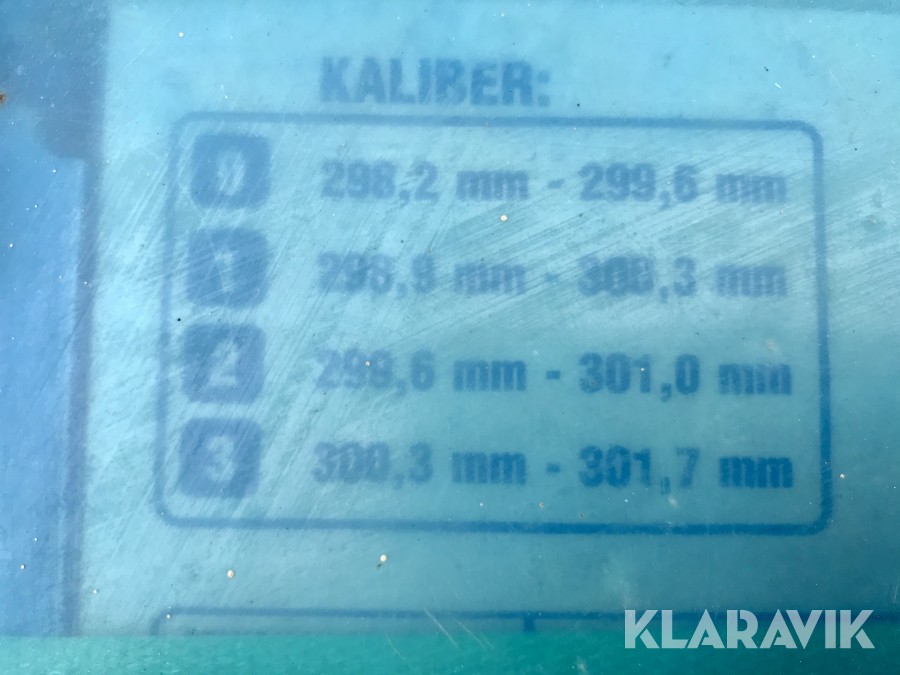 KALIBER:
0 298,2 mm - 299,6 mm
1 298,9 mm - 300,3 mm
2 299,6 mm - 301,0 mm
3 300,3 mm - 301,7 mm
KLARAVIK